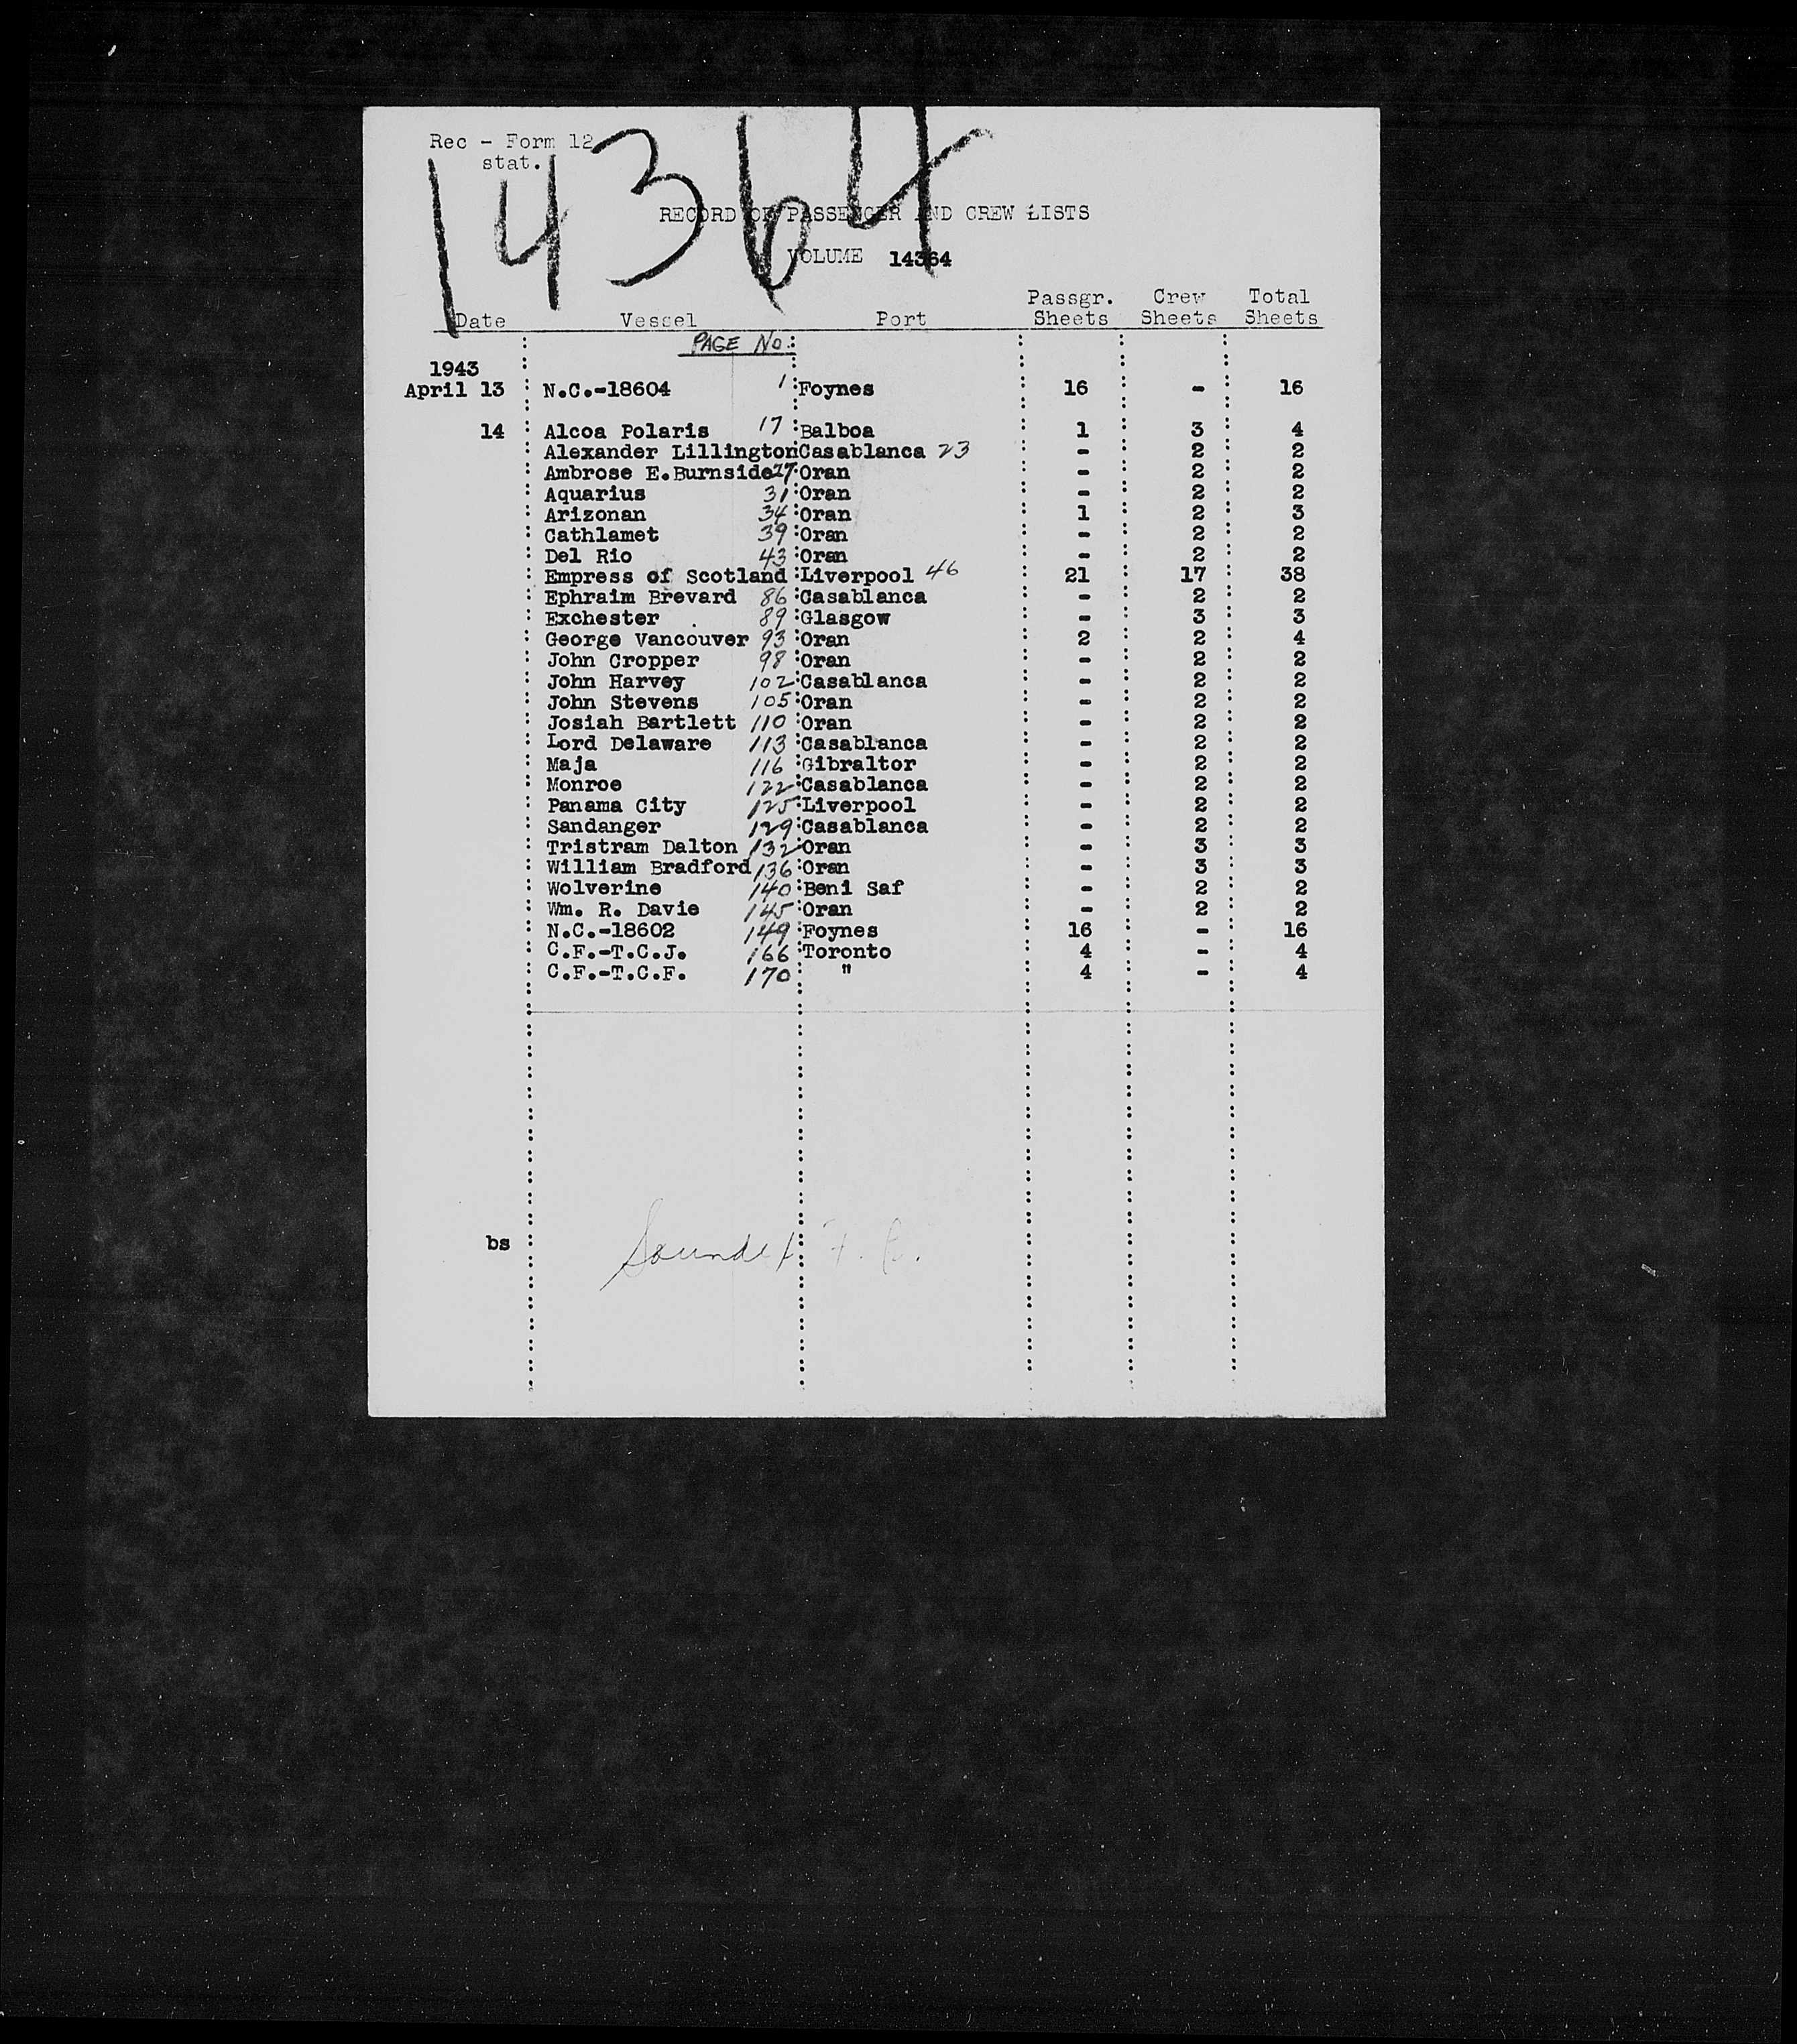 14364
Rec - Form 12
stat.
RECORD OF PASSENGER AND CREW LISTS
VOLUME 14364
Date Vessel Port Passgr. Sheets Crew Sheets Total Sheets
PAGE No.
1943
April 13 N.C.-18604 1 Foynes 16 - 16
14 Alcoa Polaris 17 Balboa 1 3 4
Alexander Lillington Casablanca 23 - 2 2
Ambrose E.Burnside 27 Oran - 2 2
Aquarius 31 Oran - 2 2
Arizonan 34 Oran 1 2 3
Cathlamet 39 Oran - 2 2
Del Rio 43 Oran - 2 2
Empress of Scotland Liverpool 46 21 17 38
Ephraim Brevard 86 Casablanca - 2 2
Exchester 89 Glasgow - 3 3
George Vancouver 93 Oran 2 2 4
John Cropper 98 Oran - 2 2
John Harvey 102 Casablanca - 2 2
John Stevens 105 Oran - 2 2
Josiah Bartlett 110 Oran - 2 2
Lord Delaware 113 Casablanca - 2 2
Maja 116 Gibraltor - 2 2
Monroe 122 Casablanca - 2 2
Panama City 125 Liverpool - 2 2
Sandanger 129 Casablanca - 2 2
Tristram Dalton 132 Oran - 3 3
William Bradford 136 Oran - 3 3
Wolverine 140 Beni Saf - 2 2
Wm. R. Davie 145 Oran - 2 2
N.C.-18602 149 Foynes 16 - 16
C.F.-T.C.J. 166 Toronto 4 - 4
C.F.-T.C.F. 170 " 4 - 4
bs Soundex